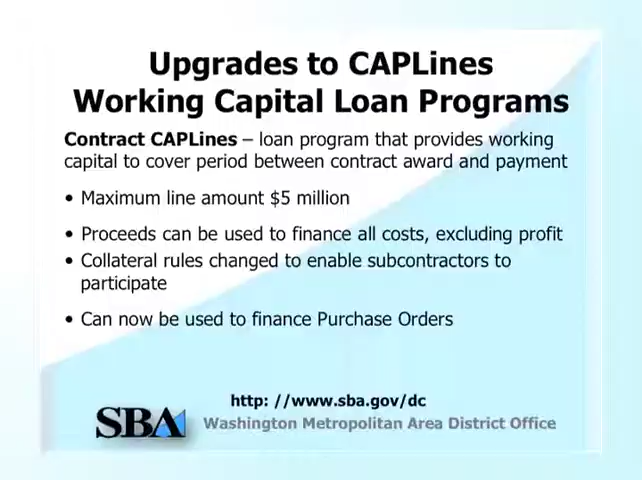 Upgrades to CAPLines
Working Capital Loan Programs
Contract CAPLines – loan program that provides working
capital to cover period between contract award and payment
• Maximum line amount $5 million
• Proceeds can be used to finance all costs, excluding profit
• Collateral rules changed to enable subcontractors to
participate
• Can now be used to finance Purchase Orders
http: //www.sba.gov/dc
SBA
Washington Metropolitan Area District Office